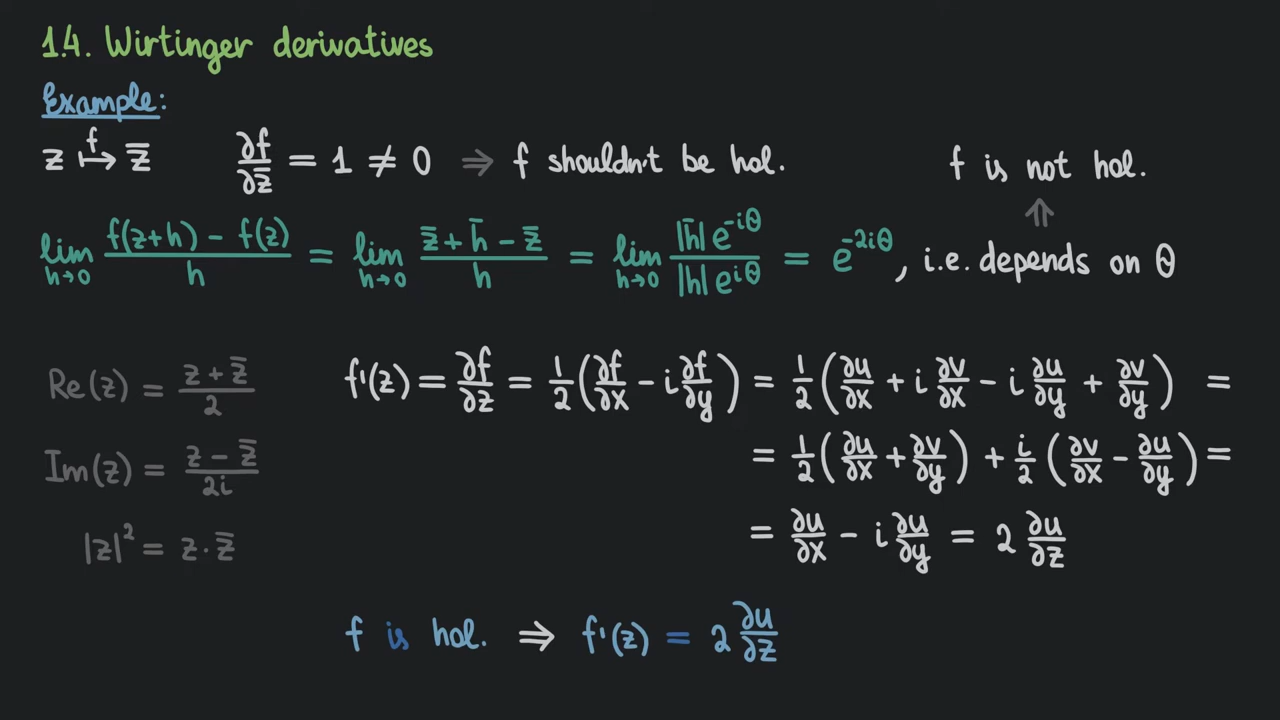 1.4. Wirtinger derivatives
Example:
z ↦^f z̄    ∂f/∂z̄ = 1 ≠ 0 ⇒ f shouldn't be hol.    f is not hol.
⇑
lim_{h→0} (f(z+h) − f(z))/h = lim_{h→0} (z̄ + h̄ − z̄)/h = lim_{h→0} (|h̄| e^{−iθ})/(|h| e^{iθ}) = e^{−2iθ}, i.e. depends on θ
Re(z) = (z + z̄)/2    f'(z) = ∂f/∂z = 1/2 (∂f/∂x − i ∂f/∂y) = 1/2 (∂u/∂x + i ∂v/∂x − i ∂u/∂y + ∂v/∂y) =
Im(z) = (z − z̄)/2i    = 1/2 (∂u/∂x + ∂v/∂y) + i/2 (∂v/∂x − ∂u/∂y) =
|z|² = z · z̄    = ∂u/∂x − i ∂u/∂y = 2 ∂u/∂z
f is hol. ⇒ f'(z) = 2 ∂u/∂z